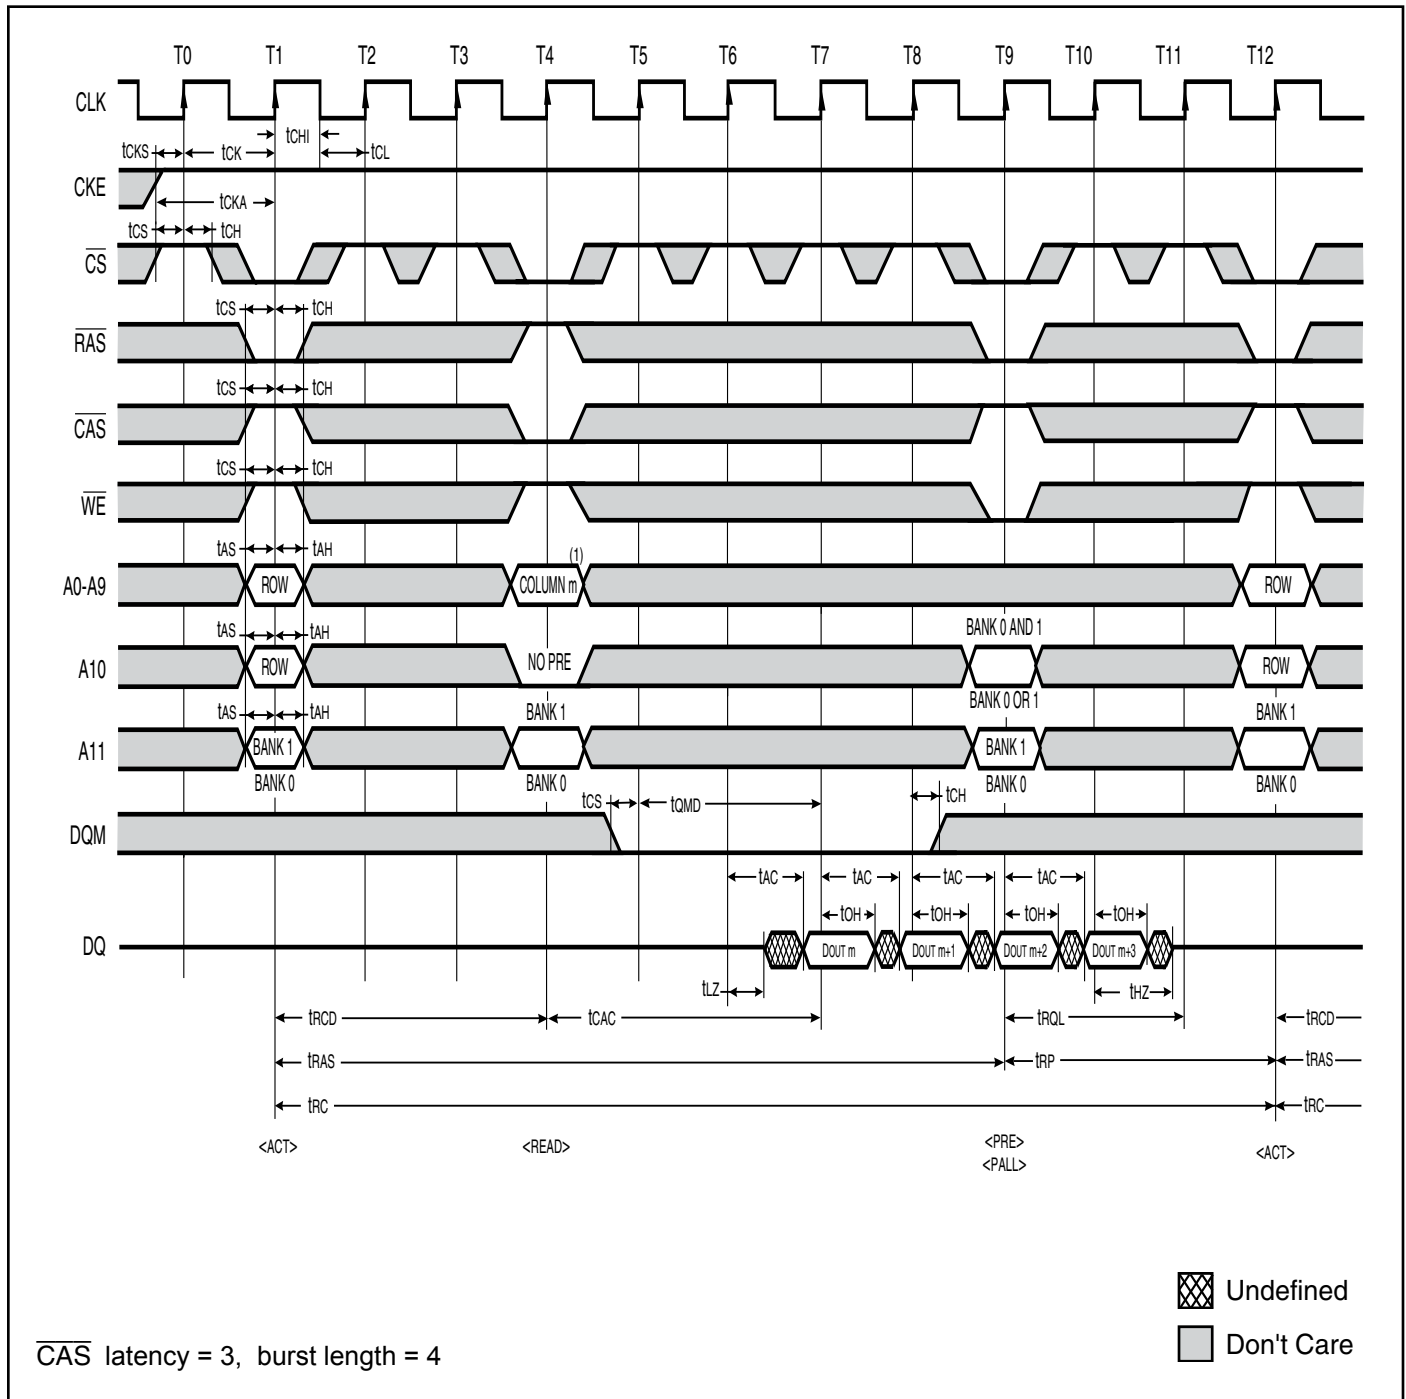 T0 T1 T2 T3 T4 T5 T6 T7 T8 T9 T10 T11 T12
CLK
tCHI
tCKS tCK tCL
CKE
tCKA
tCS tCH
CS
tCS tCH
RAS
tCS tCH
CAS
tCS tCH
WE
tAS tAH (1)
A0-A9 ROW COLUMN m ROW
tAS tAH BANK 0 AND 1
A10 ROW NO PRE ROW
BANK 0 OR 1
tAS tAH BANK 1 BANK 1
A11 BANK 1 BANK 1
BANK 0 BANK 0 BANK 0 BANK 0
tCS tQMD tCH
DQM
tAC tAC tAC tAC
tOH tOH tOH tOH
DQ DOUT m DOUT m+1 DOUT m+2 DOUT m+3
tLZ tHZ
tRCD tCAC tRQL tRCD
tRAS tRP tRAS
tRC tRC
<ACT> <READ> <PRE> <ACT>
<PALL>
Undefined
Don't Care
CAS latency = 3, burst length = 4